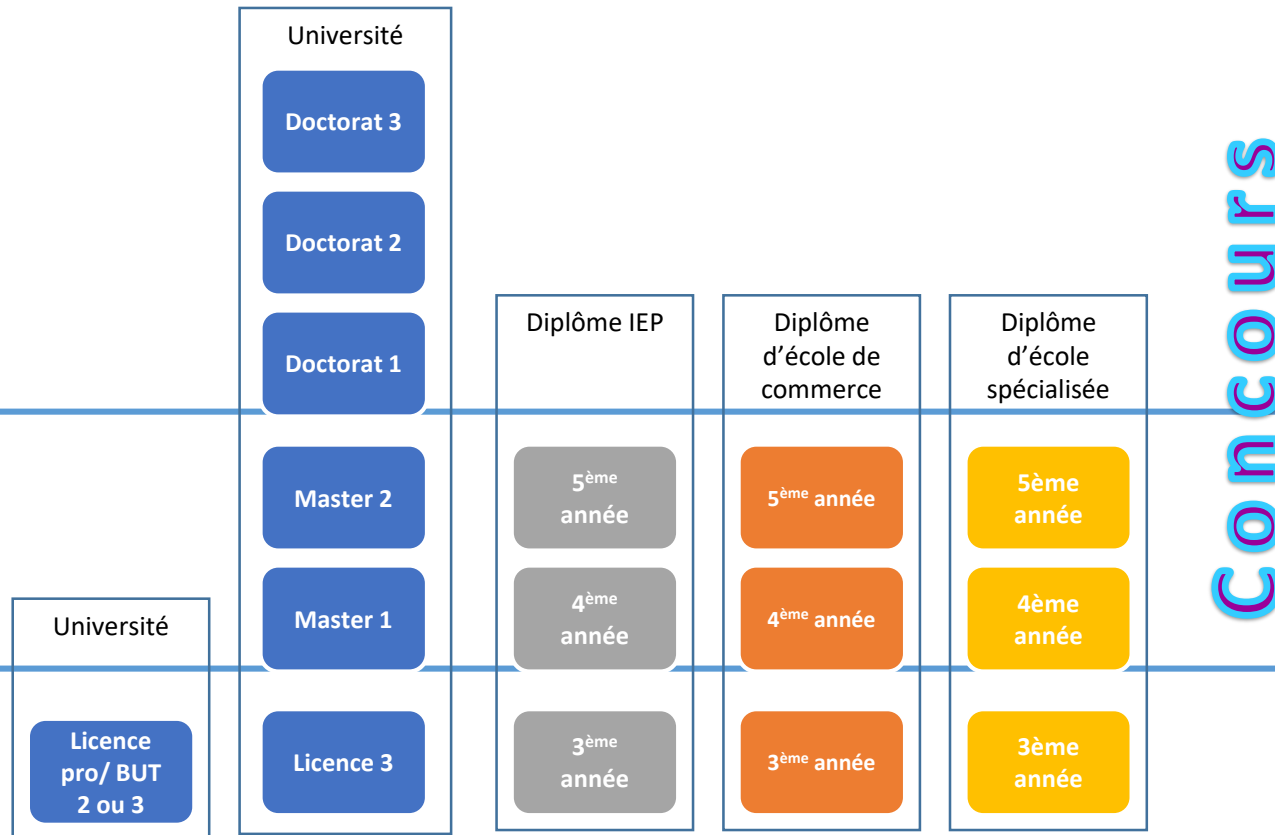 Université
Doctorat 3
Doctorat 2
Doctorat 1
Master 2
Master 1
Licence 3
Université
Licence
pro/ BUT
2 ou 3
Diplôme IEP
5ème
année
4ème
année
3ème
année
Diplôme
d’école de
commerce
5ème année
4ème année
3ème année
Diplôme
d’école
spécialisée
5ème
année
4ème
année
3ème
année
Concours